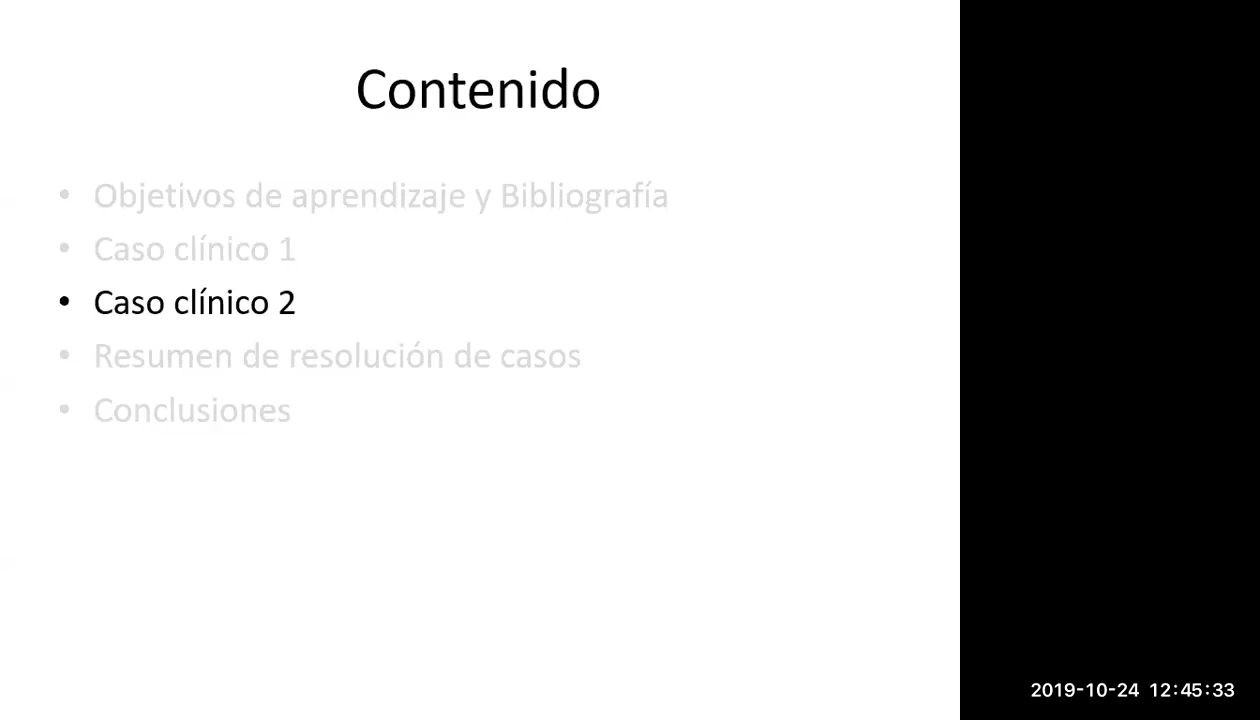 Contenido
• Objetivos de aprendizaje y Bibliografía
• Caso clínico 1
• Caso clínico 2
• Resumen de resolución de casos
• Conclusiones
2019-10-24 12:45:33